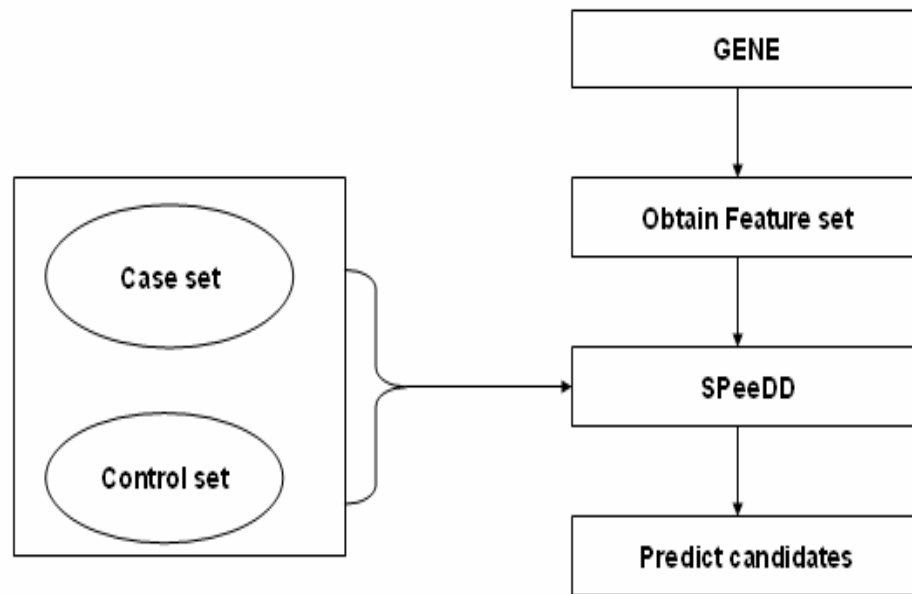 GENE
Obtain Feature set
Case set
SPeeDD
Control set
Predict candidates